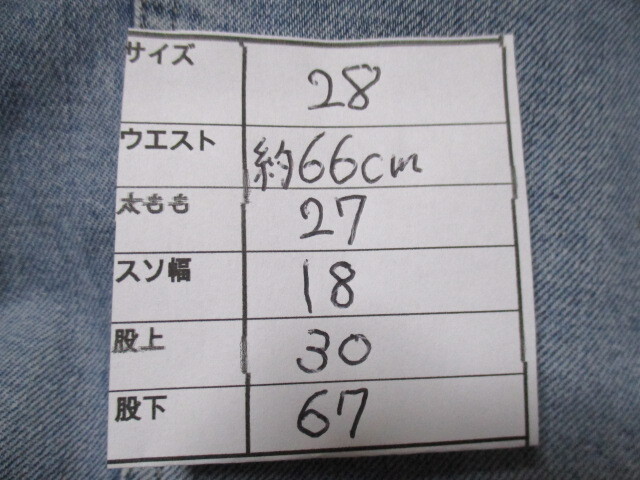 サイズ 28
ウエスト 約66cm
太もも 27
スソ幅 18
股上 30
股下 67